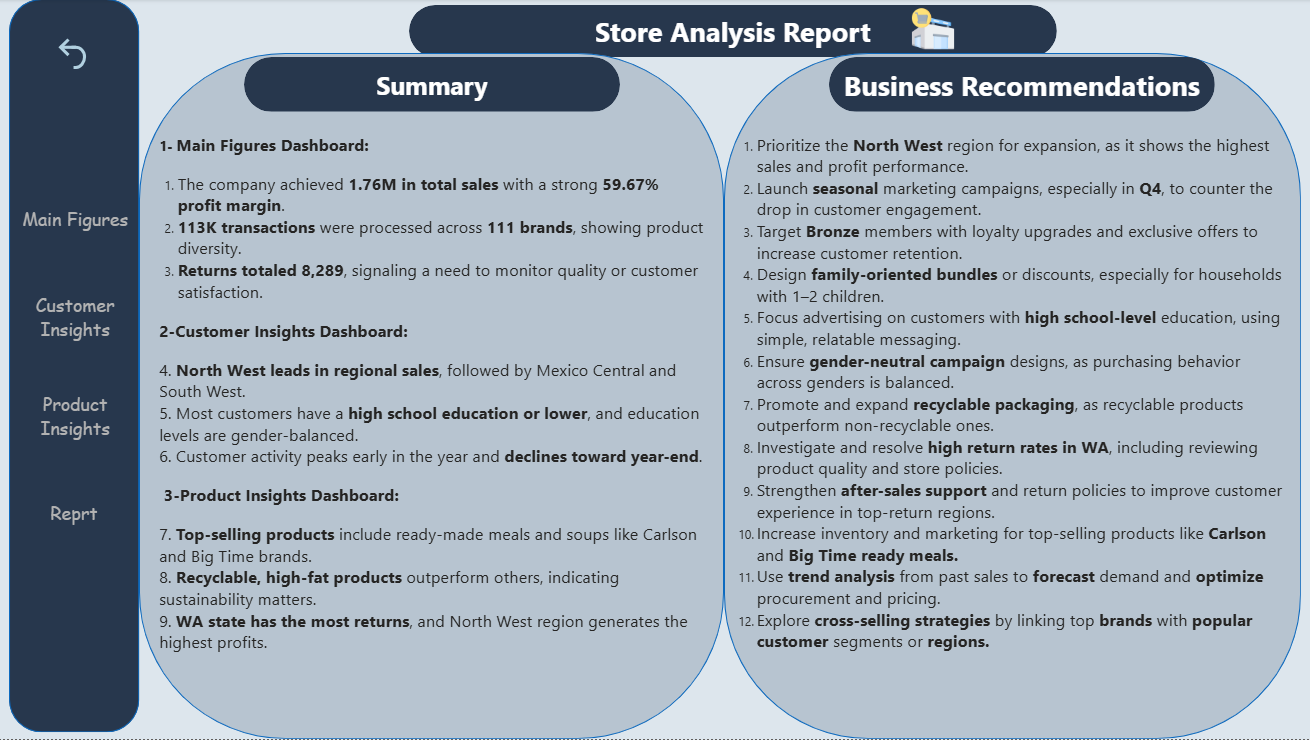 Store Analysis Report
Main Figures
Customer
Insights
Product
Insights
Reprt
Summary
1- Main Figures Dashboard:
1. The company achieved 1.76M in total sales with a strong 59.67%
profit margin.
2. 113K transactions were processed across 111 brands, showing product
diversity.
3. Returns totaled 8,289, signaling a need to monitor quality or customer
satisfaction.
2-Customer Insights Dashboard:
4. North West leads in regional sales, followed by Mexico Central and
South West.
5. Most customers have a high school education or lower, and education
levels are gender-balanced.
6. Customer activity peaks early in the year and declines toward year-end.
3-Product Insights Dashboard:
7. Top-selling products include ready-made meals and soups like Carlson
and Big Time brands.
8. Recyclable, high-fat products outperform others, indicating
sustainability matters.
9. WA state has the most returns, and North West region generates the
highest profits.
Business Recommendations
1. Prioritize the North West region for expansion, as it shows the highest
sales and profit performance.
2. Launch seasonal marketing campaigns, especially in Q4, to counter the
drop in customer engagement.
3. Target Bronze members with loyalty upgrades and exclusive offers to
increase customer retention.
4. Design family-oriented bundles or discounts, especially for households
with 1–2 children.
5. Focus advertising on customers with high school-level education, using
simple, relatable messaging.
6. Ensure gender-neutral campaign designs, as purchasing behavior
across genders is balanced.
7. Promote and expand recyclable packaging, as recyclable products
outperform non-recyclable ones.
8. Investigate and resolve high return rates in WA, including reviewing
product quality and store policies.
9. Strengthen after-sales support and return policies to improve customer
experience in top-return regions.
10. Increase inventory and marketing for top-selling products like Carlson
and Big Time ready meals.
11. Use trend analysis from past sales to forecast demand and optimize
procurement and pricing.
12. Explore cross-selling strategies by linking top brands with popular
customer segments or regions.